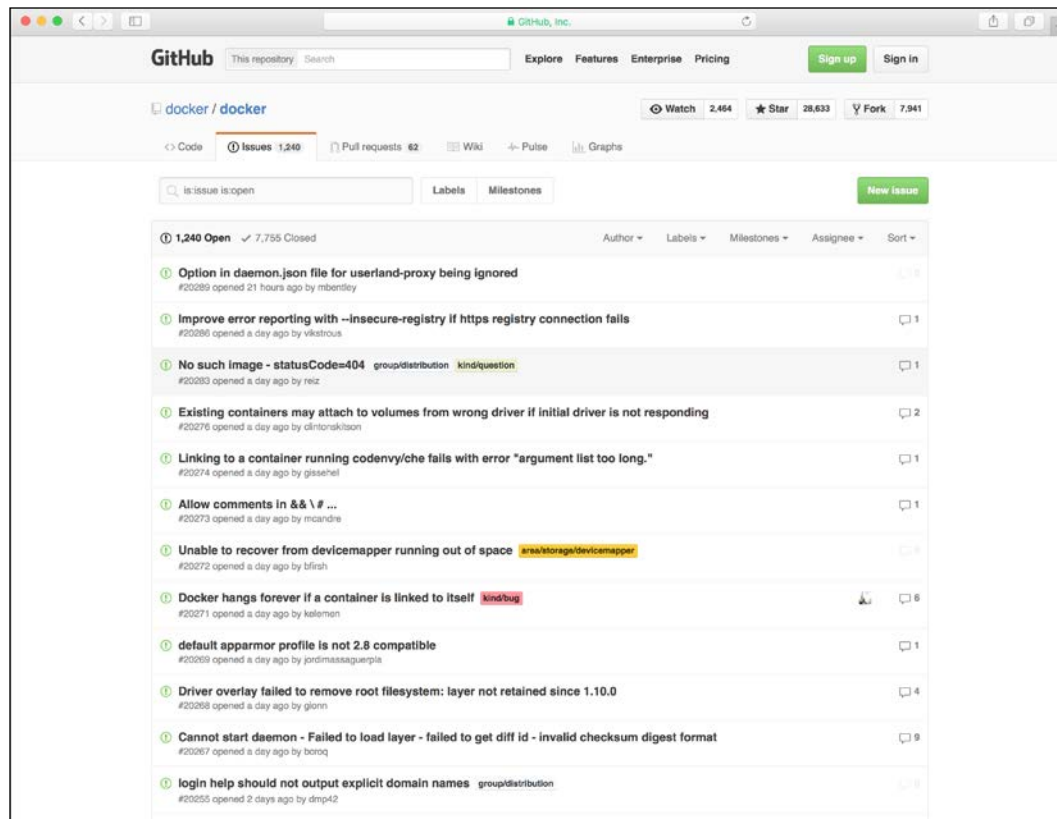 GitHub, Inc.
GitHub This repository Search Explore Features Enterprise Pricing Sign up Sign in
docker / docker Watch 2,464 Star 28,633 Fork 7,941
Code Issues 1,240 Pull requests 62 Wiki Pulse Graphs
is:issue is:open Labels Milestones New issue
1,240 Open 7,755 Closed Author Labels Milestones Assignee Sort
Option in daemon.json file for userland-proxy being ignored 0
#20289 opened 21 hours ago by mbentley
Improve error reporting with --insecure-registry if https registry connection fails 1
#20286 opened a day ago by vikstrous
No such image - statusCode=404 group/distribution kind/question 1
#20283 opened a day ago by reiz
Existing containers may attach to volumes from wrong driver if initial driver is not responding 2
#20276 opened a day ago by clintonskitson
Linking to a container running codenvy/che fails with error "argument list too long." 1
#20274 opened a day ago by gissehel
Allow comments in && \ # ... 1
#20273 opened a day ago by mcandre
Unable to recover from devicemapper running out of space area/storage/devicemapper 0
#20272 opened a day ago by bfirsh
Docker hangs forever if a container is linked to itself kind/bug 6
#20271 opened a day ago by kelemen
default apparmor profile is not 2.8 compatible 1
#20269 opened a day ago by jordimassaguerpla
Driver overlay failed to remove root filesystem: layer not retained since 1.10.0 4
#20268 opened a day ago by gionn
Cannot start daemon - Failed to load layer - failed to get diff id - invalid checksum digest format 9
#20267 opened a day ago by boroq
login help should not output explicit domain names group/distribution 0
#20255 opened 2 days ago by dmp42